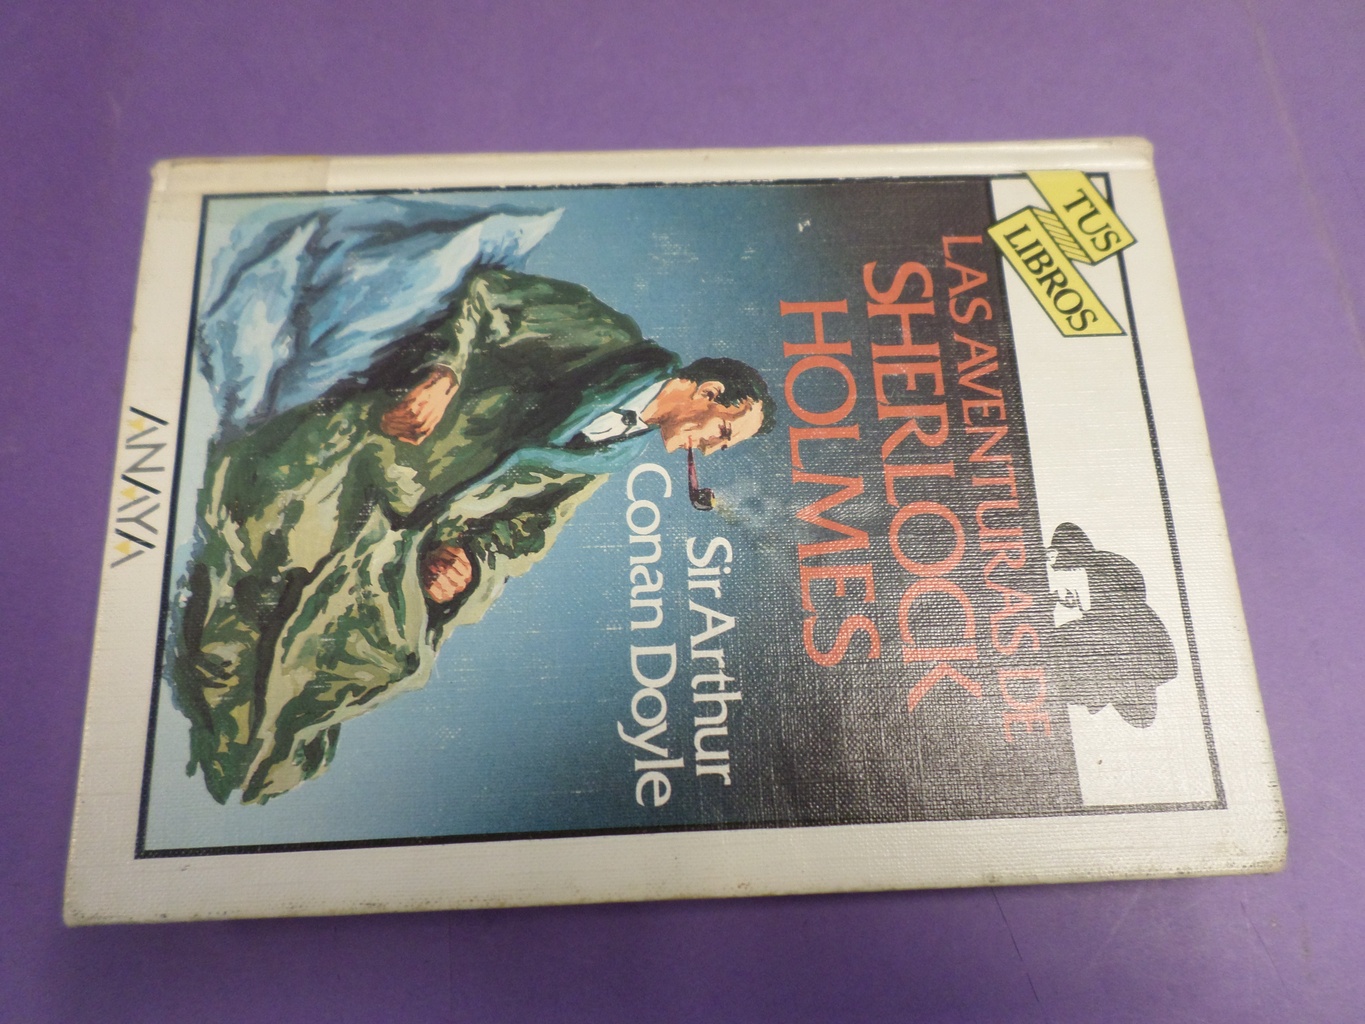 TUS
LIBROS
LAS AVENTURAS DE
SHERLOCK
HOLMES
Sir Arthur
Conan Doyle
ANAYA